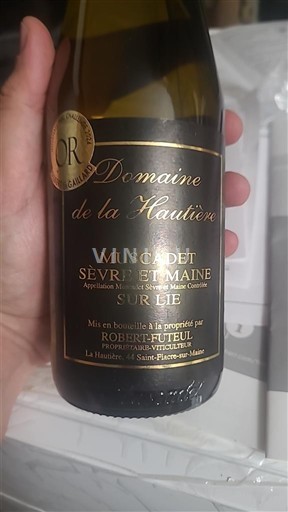 OR
Domaine
de la Hautière
MUSCADET
SÈVRE ET MAINE
Appellation Muscadet Sèvre et Maine Contrôlée
SUR LIE
Mis en bouteille à la propriété par
ROBERT-FUTEUL
PROPRIÉTAIRE-VITICULTEUR
La Hautière, 44 Saint-Fiacre-sur-Maine